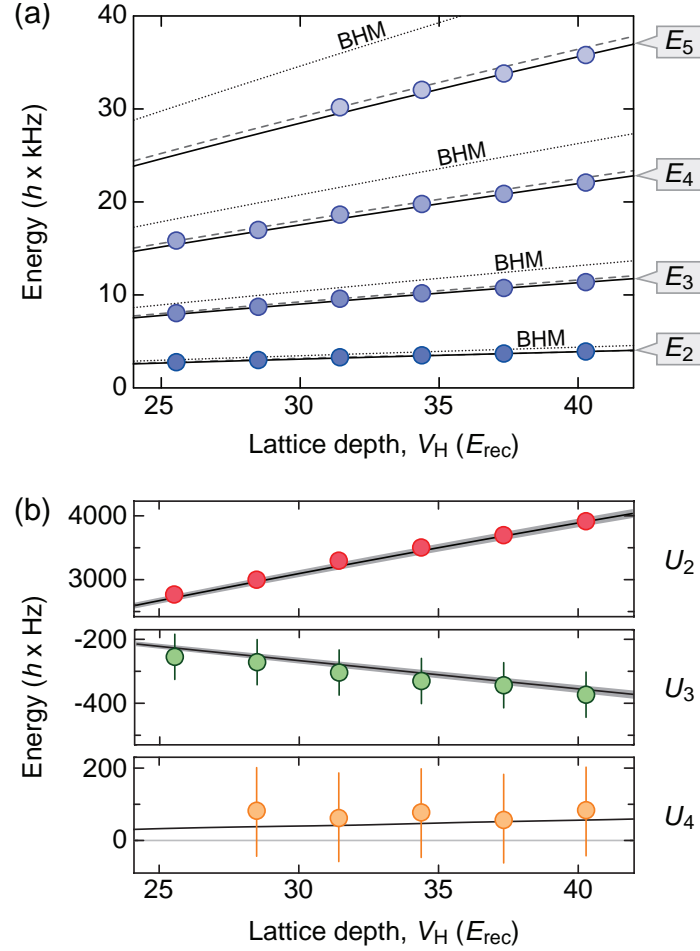 (a)
40
30
20
10
0
Energy (h x kHz)
BHM
BHM
BHM
BHM
E5
E4
E3
E2
25
30
35
40
Lattice depth, VH (Erec)
(b)
4000
3000
U2
-200
-400
U3
200
0
U4
Energy (h x Hz)
25
30
35
40
Lattice depth, VH (Erec)